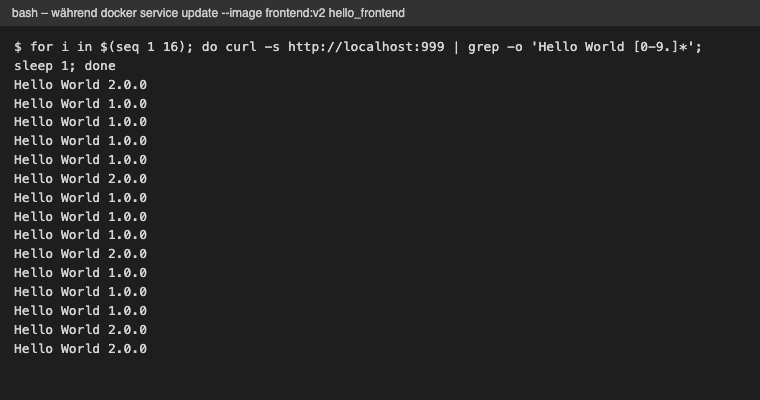 bash – während docker service update --image frontend:v2 hello_frontend
$ for i in $(seq 1 16); do curl -s http://localhost:999 | grep -o 'Hello World [0-9.]*';
sleep 1; done
Hello World 2.0.0
Hello World 1.0.0
Hello World 1.0.0
Hello World 1.0.0
Hello World 1.0.0
Hello World 2.0.0
Hello World 1.0.0
Hello World 1.0.0
Hello World 1.0.0
Hello World 2.0.0
Hello World 1.0.0
Hello World 1.0.0
Hello World 1.0.0
Hello World 2.0.0
Hello World 2.0.0